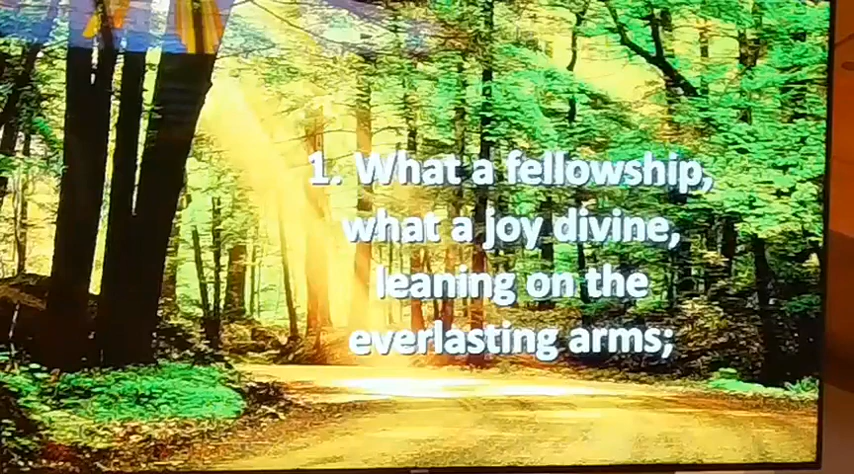 1. What a fellowship,
what a joy divine,
leaning on the
everlasting arms;